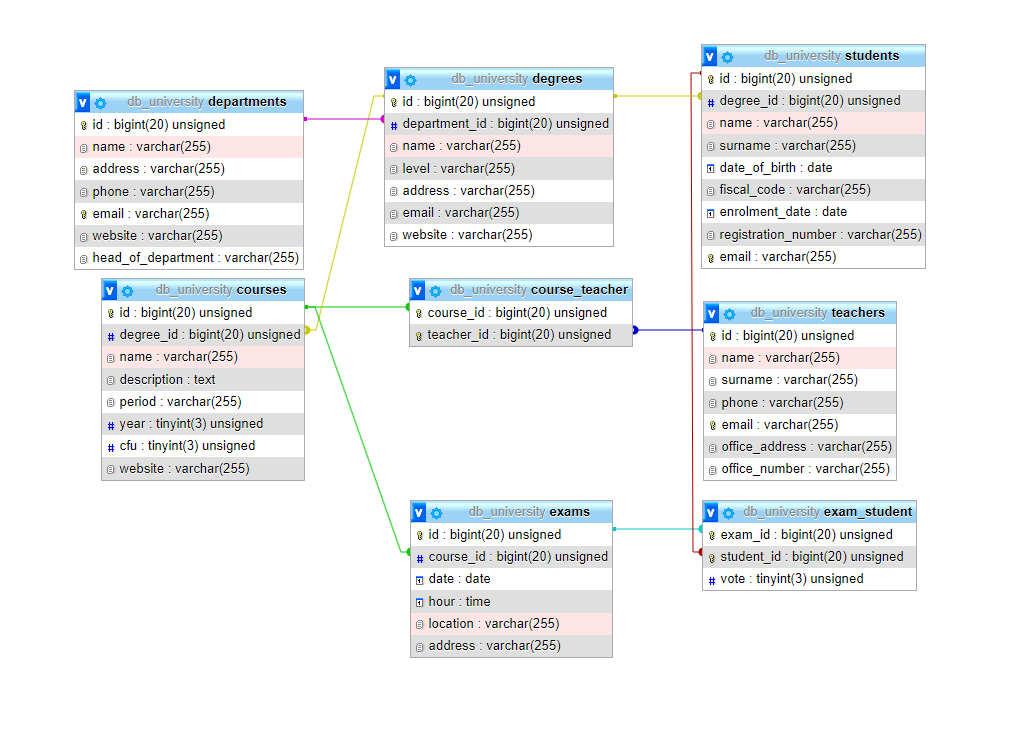 db_university departments
id : bigint(20) unsigned
name : varchar(255)
address : varchar(255)
phone : varchar(255)
email : varchar(255)
website : varchar(255)
head_of_department : varchar(255)
db_university degrees
id : bigint(20) unsigned
department_id : bigint(20) unsigned
name : varchar(255)
level : varchar(255)
address : varchar(255)
email : varchar(255)
website : varchar(255)
db_university students
id : bigint(20) unsigned
degree_id : bigint(20) unsigned
name : varchar(255)
surname : varchar(255)
date_of_birth : date
fiscal_code : varchar(255)
enrolment_date : date
registration_number : varchar(255)
email : varchar(255)
db_university courses
id : bigint(20) unsigned
degree_id : bigint(20) unsigned
name : varchar(255)
description : text
period : varchar(255)
year : tinyint(3) unsigned
cfu : tinyint(3) unsigned
website : varchar(255)
db_university course_teacher
course_id : bigint(20) unsigned
teacher_id : bigint(20) unsigned
db_university teachers
id : bigint(20) unsigned
name : varchar(255)
surname : varchar(255)
phone : varchar(255)
email : varchar(255)
office_address : varchar(255)
office_number : varchar(255)
db_university exams
id : bigint(20) unsigned
course_id : bigint(20) unsigned
date : date
hour : time
location : varchar(255)
address : varchar(255)
db_university exam_student
exam_id : bigint(20) unsigned
student_id : bigint(20) unsigned
vote : tinyint(3) unsigned